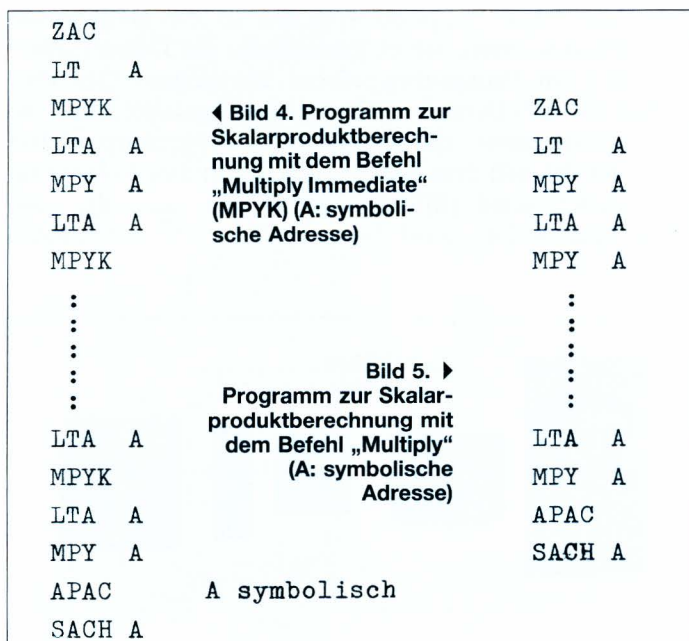 ZAC
LT A
MPYK
LTA A
MPY A
LTA A
MPYK
:
:
:
LTA A
MPYK
LTA A
MPY A
APAC
SACH A
◀ Bild 4. Programm zur
Skalarproduktberech-
nung mit dem Befehl
„Multiply Immediate“
(MPYK) (A: symboli-
sche Adresse)
Bild 5. ▶
Programm zur Skalar-
produktberechnung mit
dem Befehl „Multiply“
(A: symbolische
Adresse)
A symbolisch
ZAC
LT A
MPY A
LTA A
MPY A
:
:
:
LTA A
MPY A
APAC
SACH A